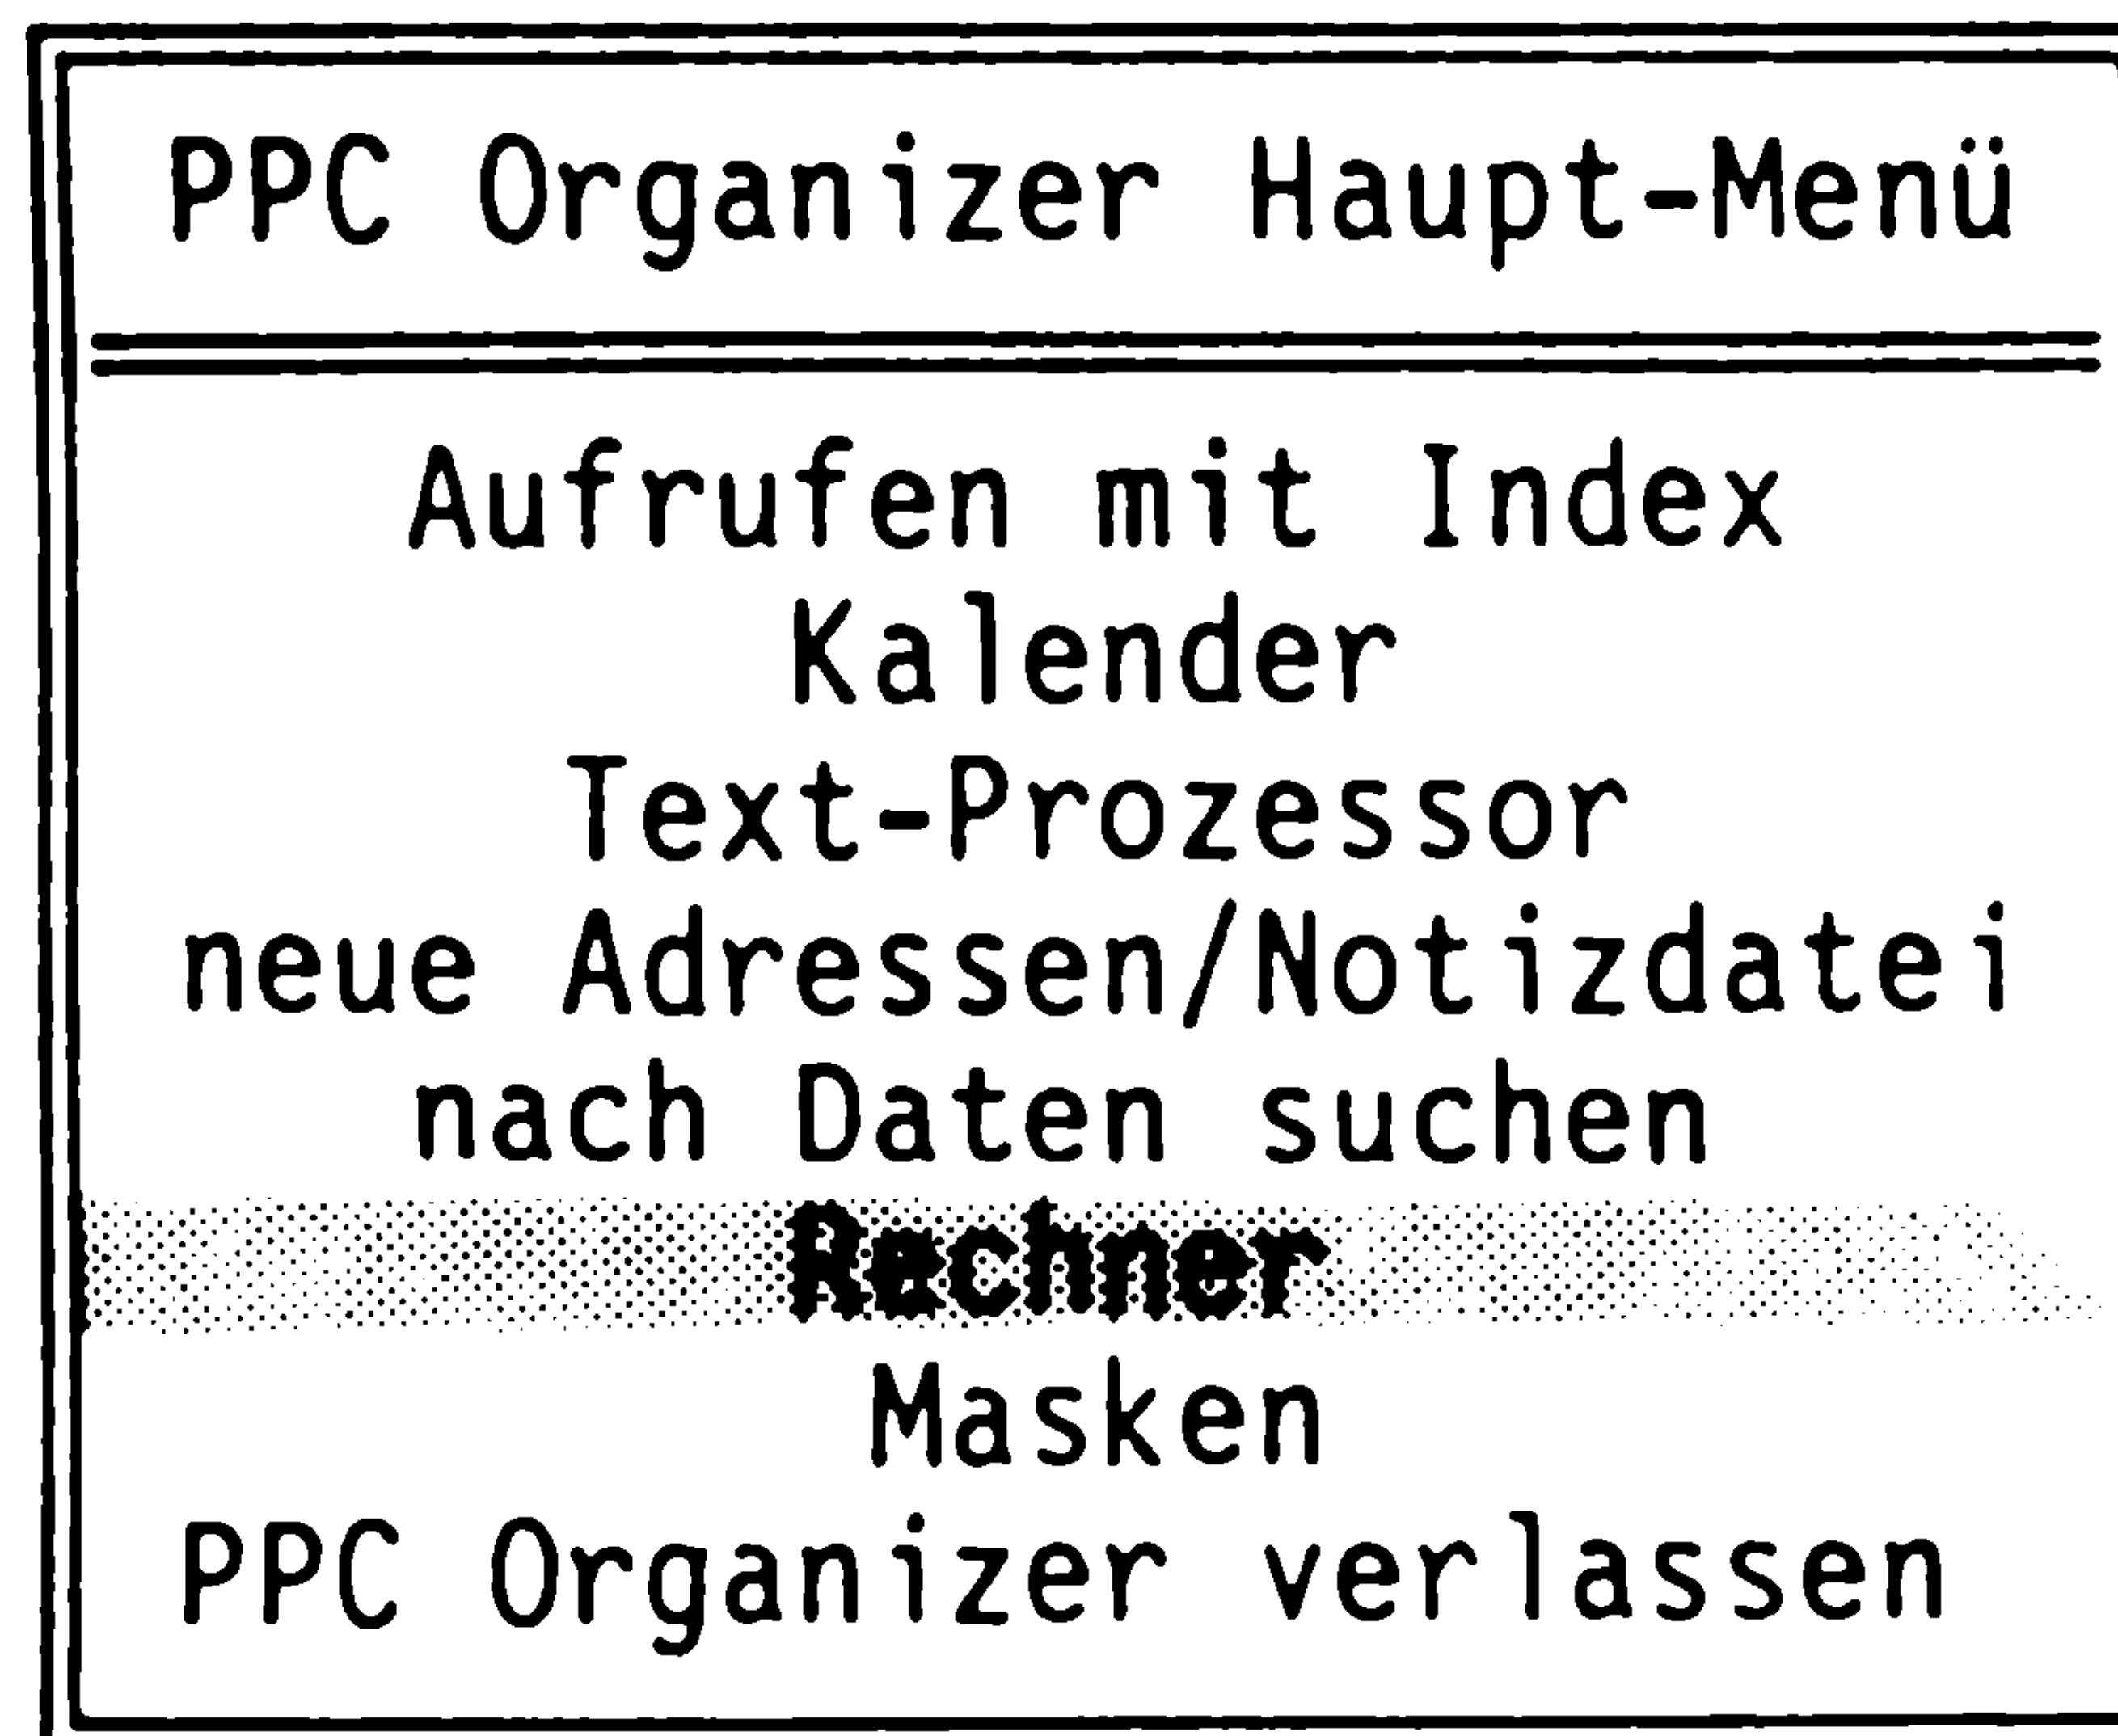 PPC Organizer Haupt-Menü
Aufrufen mit Index
Kalender
Text-Prozessor
neue Adressen/Notizdatei
nach Daten suchen
Rechner
Masken
PPC Organizer verlassen